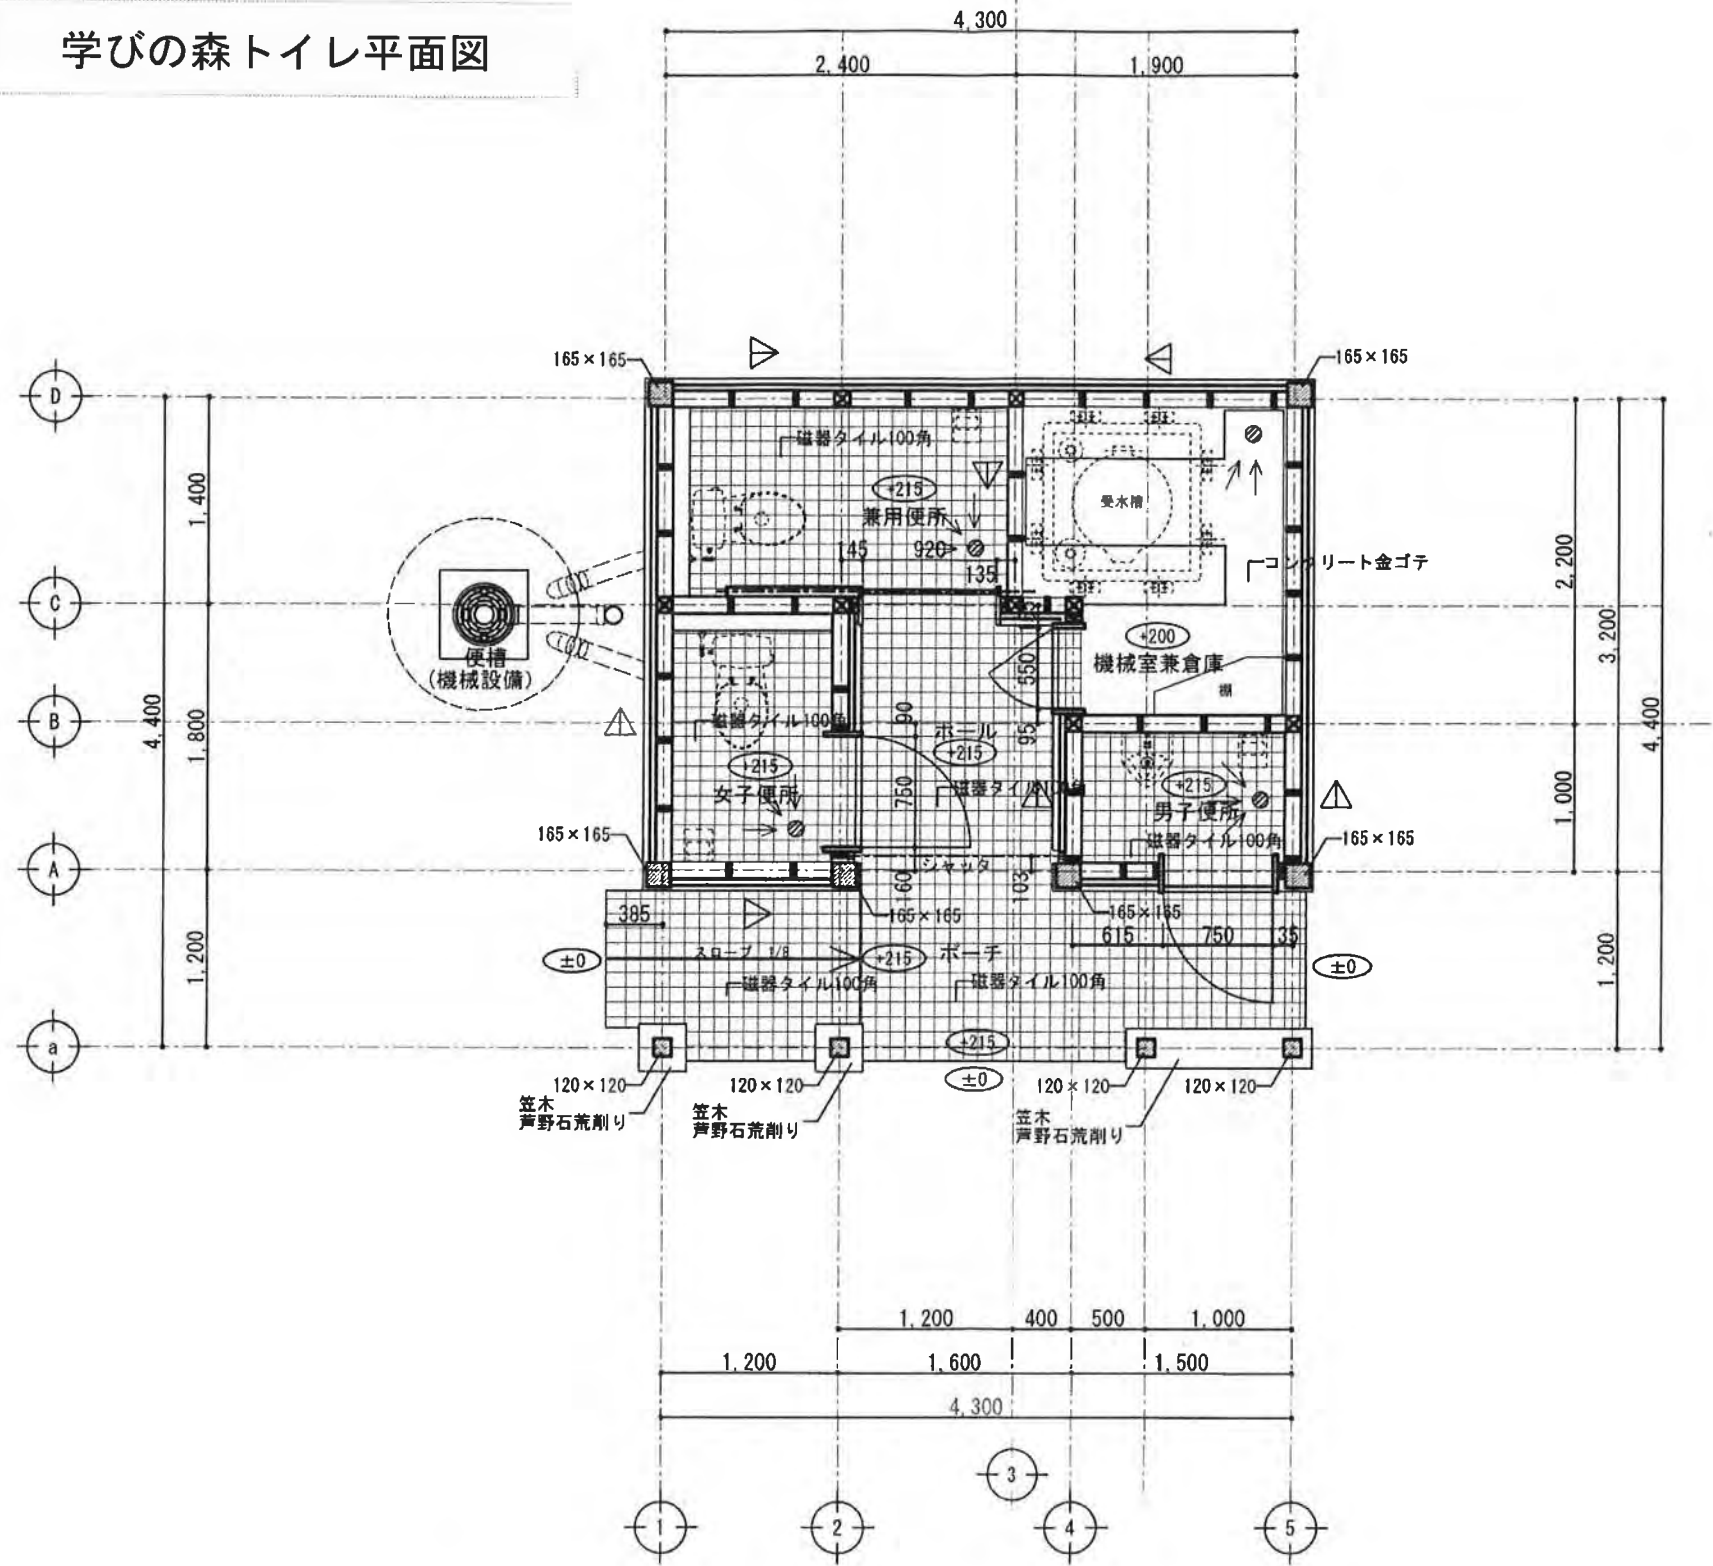 学びの森トイレ平面図
4,300
2,400
1,900
165×165
165×165
D
磁器タイル100角
+215
兼用便所
受水槽
1,400
145
920
135
コンクリート金ゴテ
2,200
C
+200
機械室兼倉庫
棚
550
3,200
便槽
(機械設備)
4,400
1,800
B
磁器タイル100角
90
ホール
+215
95
4,400
+215
女子便所
750
磁器タイル100角
+215
男子便所
1,000
165×165
磁器タイル100角
165×165
A
シャッタ
160
103
165×165
165×165
385
615
750
35
±0
スロープ 1/8
+215
ポーチ
±0
1,200
磁器タイル100角
磁器タイル100角
1,200
a
+215
±0
120×120
120×120
120×120
120×120
笠木
芦野石荒削り
笠木
芦野石荒削り
笠木
芦野石荒削り
1,200
400
500
1,000
1,200
1,600
1,500
4,300
3
1
2
4
5